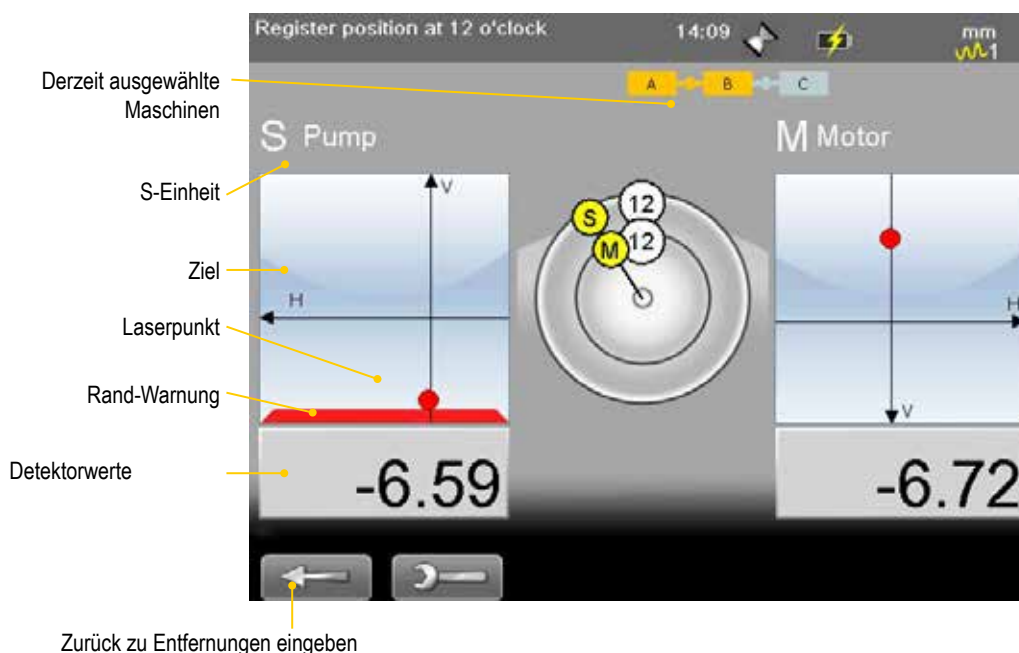 Register position at 12 o'clock 14:09 mm
1
Derzeit ausgewählte
Maschinen
A B C
S Pump
M Motor
S-Einheit
V
S 12
M 12
Ziel
H
H
Laserpunkt
Rand-Warnung
V
Detektorwerte
-6.59
-6.72
Zurück zu Entfernungen eingeben